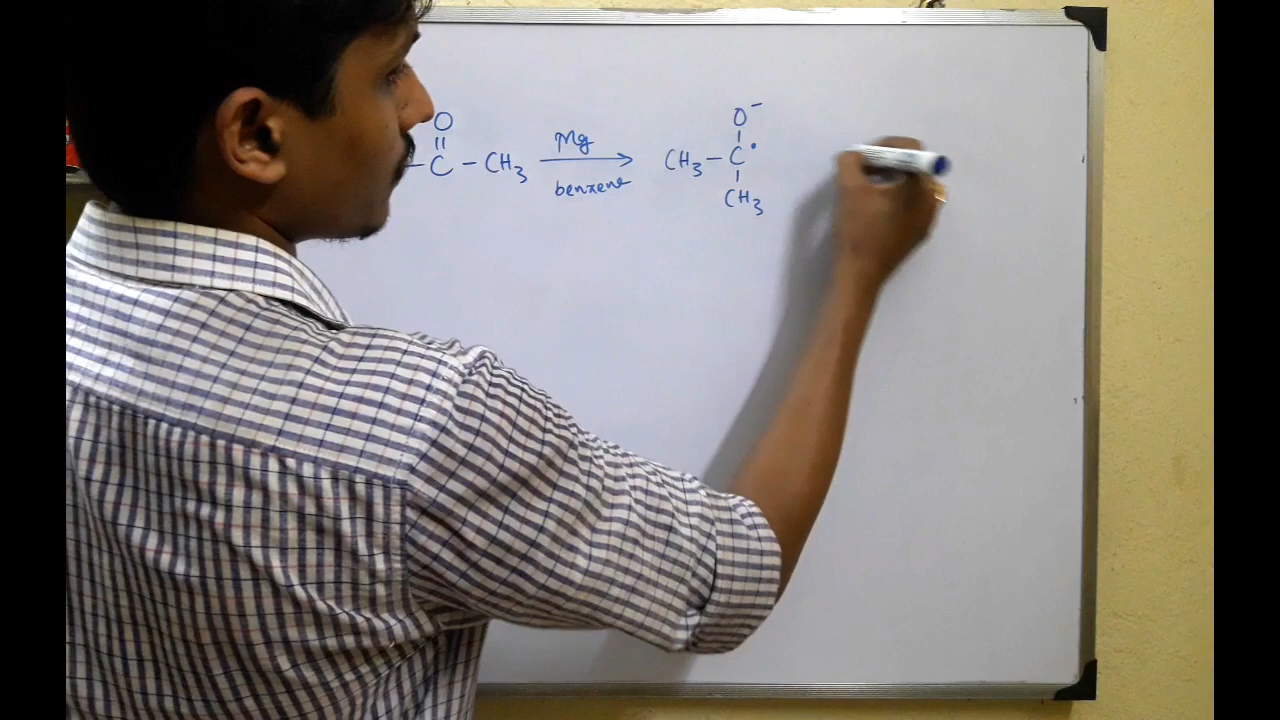 O Mg O⁻
|| |
– C – CH₃ ⟶ CH₃ – C •
benzene |
CH₃